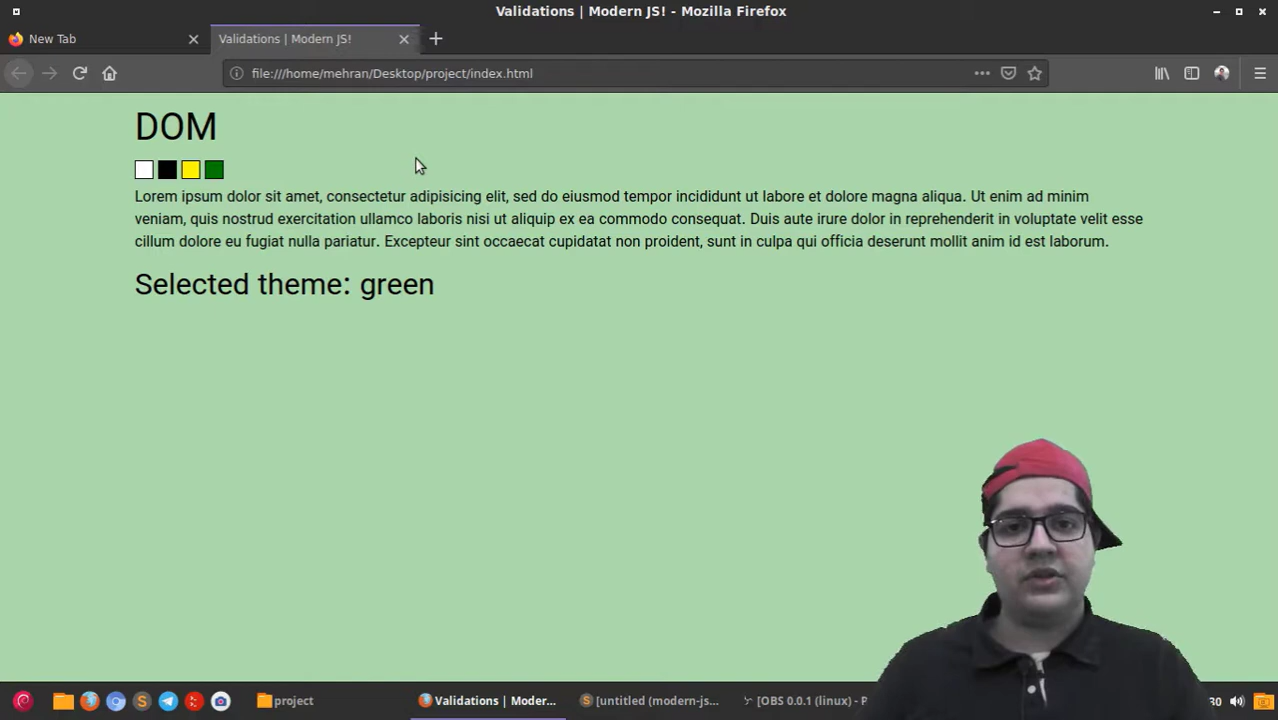 Validations | Modern JS! - Mozilla Firefox
New Tab
Validations | Modern JS!
file:///home/mehran/Desktop/project/index.html
DOM
Lorem ipsum dolor sit amet, consectetur adipisicing elit, sed do eiusmod tempor incididunt ut labore et dolore magna aliqua. Ut enim ad minim
veniam, quis nostrud exercitation ullamco laboris nisi ut aliquip ex ea commodo consequat. Duis aute irure dolor in reprehenderit in voluptate velit esse
cillum dolore eu fugiat nulla pariatur. Excepteur sint occaecat cupidatat non proident, sunt in culpa qui officia deserunt mollit anim id est laborum.
Selected theme: green
project
Validations | Moder...
[untitled (modern-js...
[OBS 0.0.1 (linux) - P
30